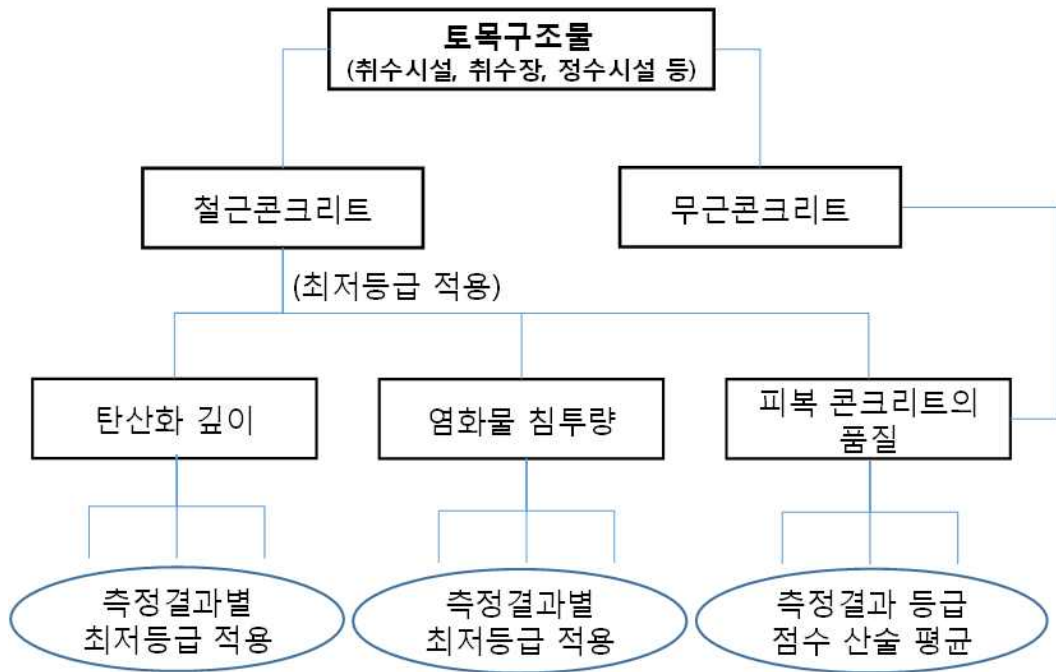 토목구조물
(취수시설, 취수장, 정수시설 등)
철근콘크리트
무근콘크리트
(최저등급 적용)
탄산화 깊이
염화물 침투량
피복 콘크리트의
품질
측정결과별
최저등급 적용
측정결과별
최저등급 적용
측정결과 등급
점수 산술 평균